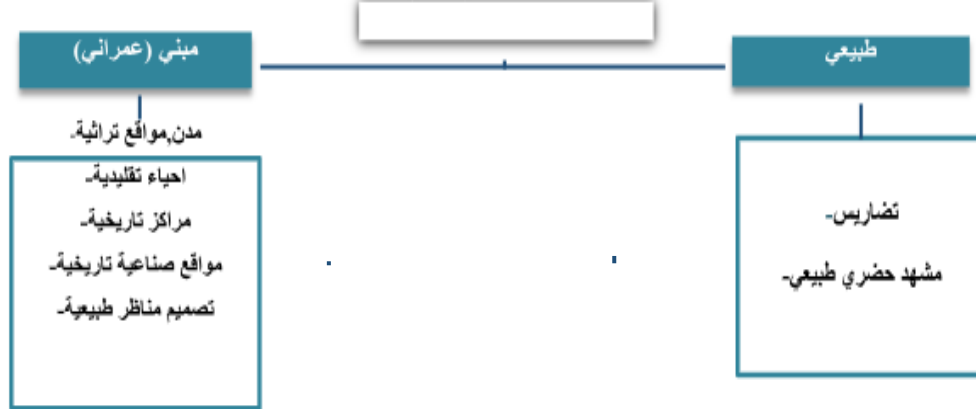 طبيعي
تضاريس-
مشهد حضري طبيعي-
مبني (عمراني)
مدن,مواقع تراثية-
احياء تقليدية-
مراكز تاريخية-
مواقع صناعية تاريخية-
تصميم مناظر طبيعية-